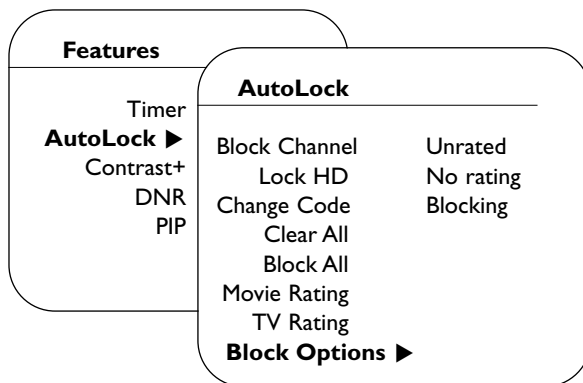 Features
Timer
AutoLock ▶
Contrast+
DNR
PIP
AutoLock
Block Channel
Lock HD
Change Code
Clear All
Block All
Movie Rating
TV Rating
Block Options ▶
Unrated
No rating
Blocking